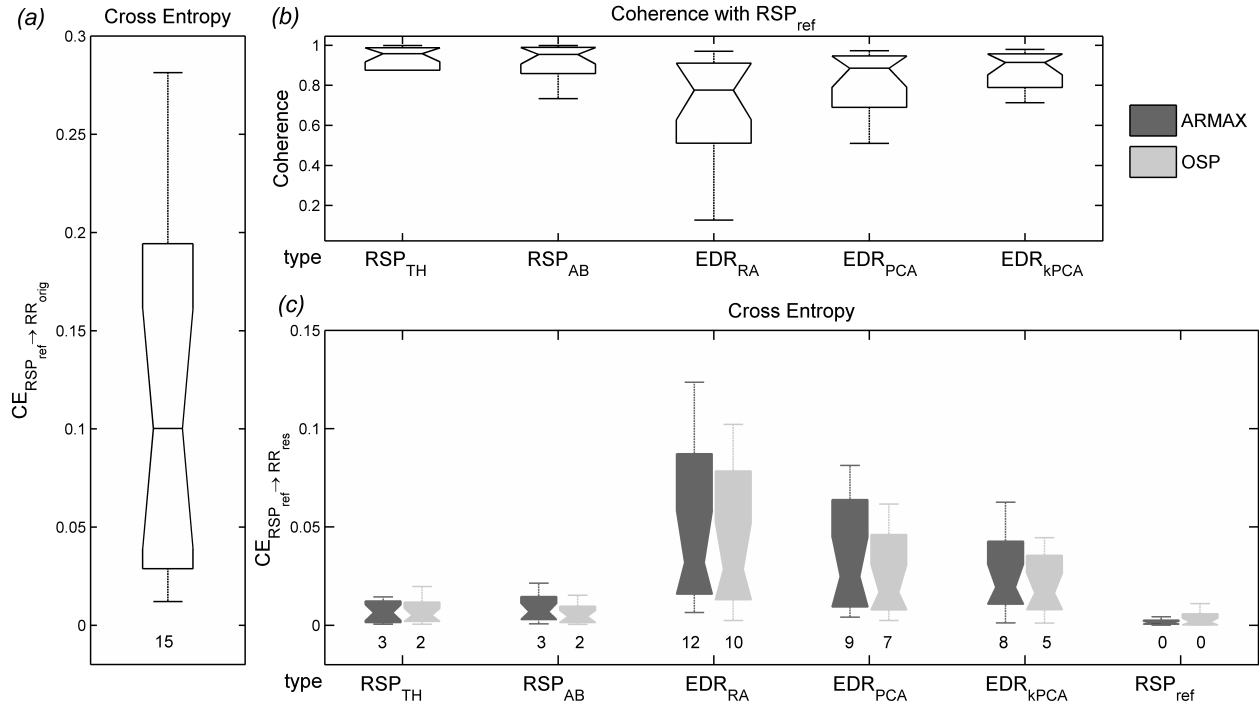 (a)
Cross Entropy
0.3
0.25
0.2
0.15
0.1
0.05
0
CE RSPref → RRorig
15
(b)
Coherence with RSPref
1
0.8
0.6
0.4
0.2
Coherence
type RSPTH RSPAB EDRRA EDRPCA EDRkPCA
ARMAX
OSP
(c)
Cross Entropy
0.15
0.1
0.05
0
CE RSPref → RRres
3 2 3 2 12 10 9 7 8 5 0 0
type RSPTH RSPAB EDRRA EDRPCA EDRkPCA RSPref